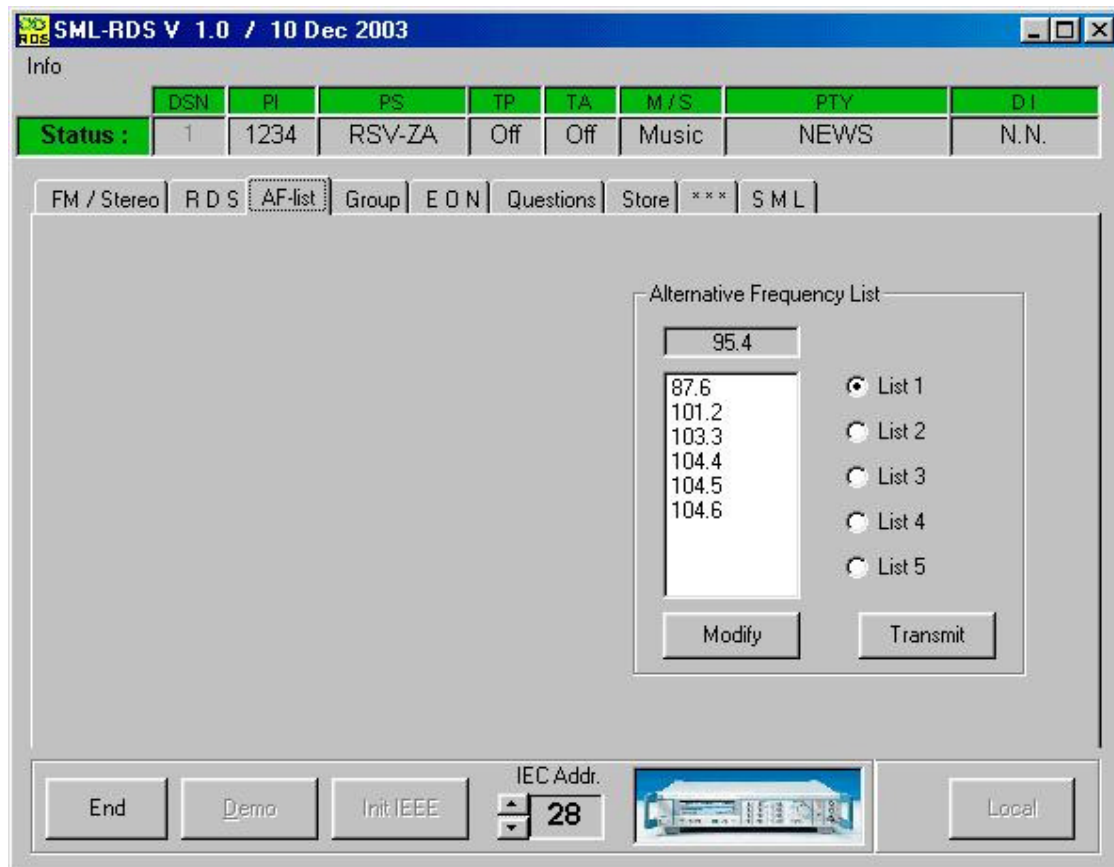 SML-RDS V 1.0 / 10 Dec 2003
Info
DSN PI PS TP TA M / S PTY D I
Status : 1 1234 RSV-ZA Off Off Music NEWS N.N.
FM / Stereo R D S AF-list Group E O N Questions Store * * * S M L
Alternative Frequency List
95.4
87.6
101.2
103.3
104.4
104.5
104.6
List 1
List 2
List 3
List 4
List 5
Modify Transmit
IEC Addr.
End Demo Init IEEE 28 Local